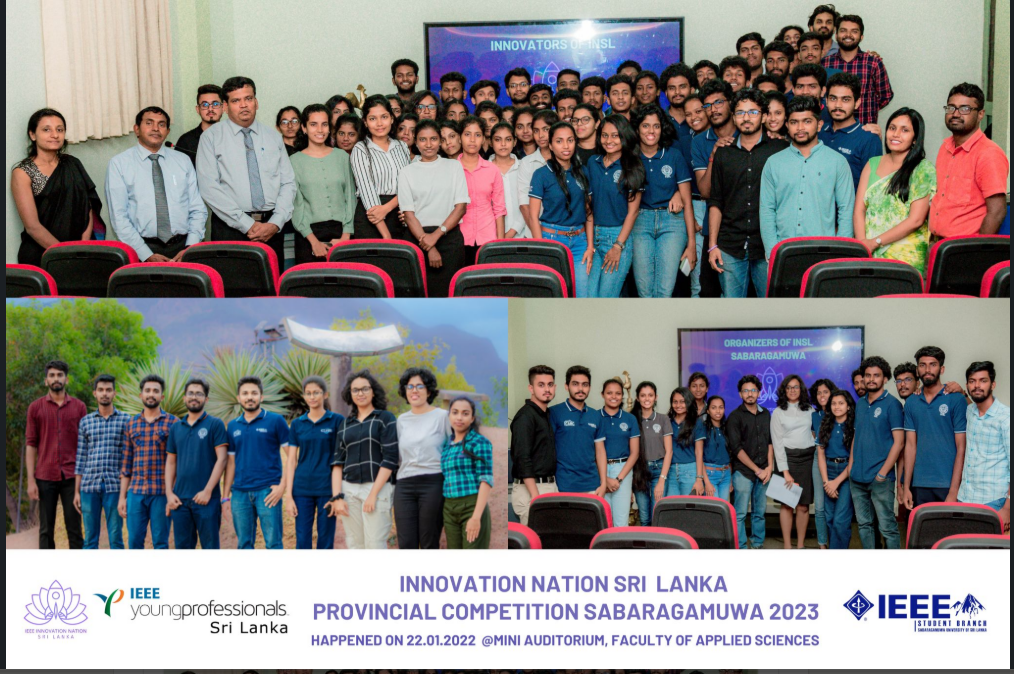 INNOVATORS OF INSL
ORGANIZERS OF INSL
SABARAGAMUWA
IEEE INNOVATION NATION
SRI LANKA
IEEE
youngprofessionals
Sri Lanka
INNOVATION NATION SRI LANKA
PROVINCIAL COMPETITION SABARAGAMUWA 2023
HAPPENED ON 22.01.2022 @MINI AUDITORIUM, FACULTY OF APPLIED SCIENCES
IEEE
STUDENT BRANCH
SABARAGAMUWA UNIVERSITY OF SRI LANKA